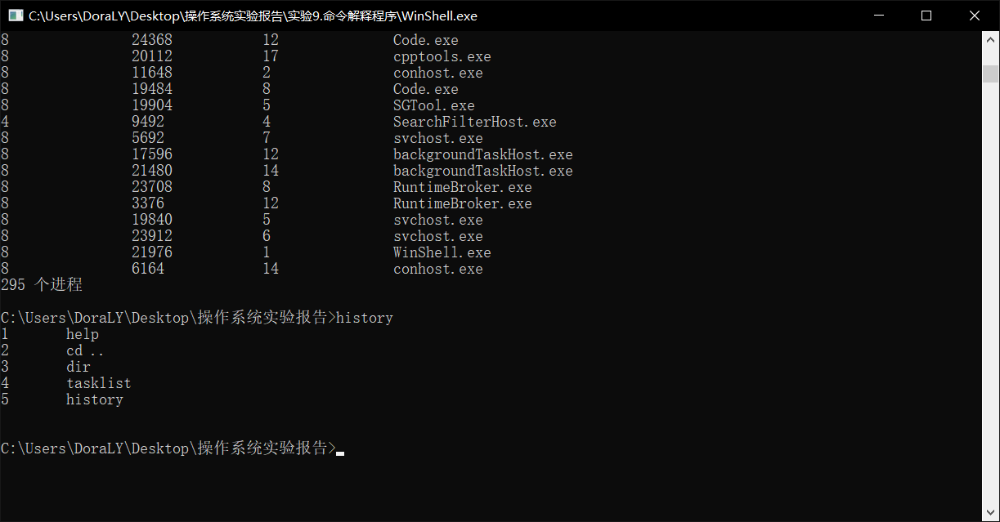 C:\Users\DoraLY\Desktop\操作系统实验报告\实验9.命令解释程序\WinShell.exe
8 24368 12 Code.exe
8 20112 17 cpptools.exe
8 11648 2 conhost.exe
8 19484 8 Code.exe
8 19904 5 SGTool.exe
4 9492 4 SearchFilterHost.exe
8 5692 7 svchost.exe
8 17596 12 backgroundTaskHost.exe
8 21480 14 backgroundTaskHost.exe
8 23708 8 RuntimeBroker.exe
8 3376 12 RuntimeBroker.exe
8 19840 5 svchost.exe
8 23912 6 svchost.exe
8 21976 1 WinShell.exe
8 6164 14 conhost.exe
295 个进程
C:\Users\DoraLY\Desktop\操作系统实验报告>history
1 help
2 cd ..
3 dir
4 tasklist
5 history
C:\Users\DoraLY\Desktop\操作系统实验报告>